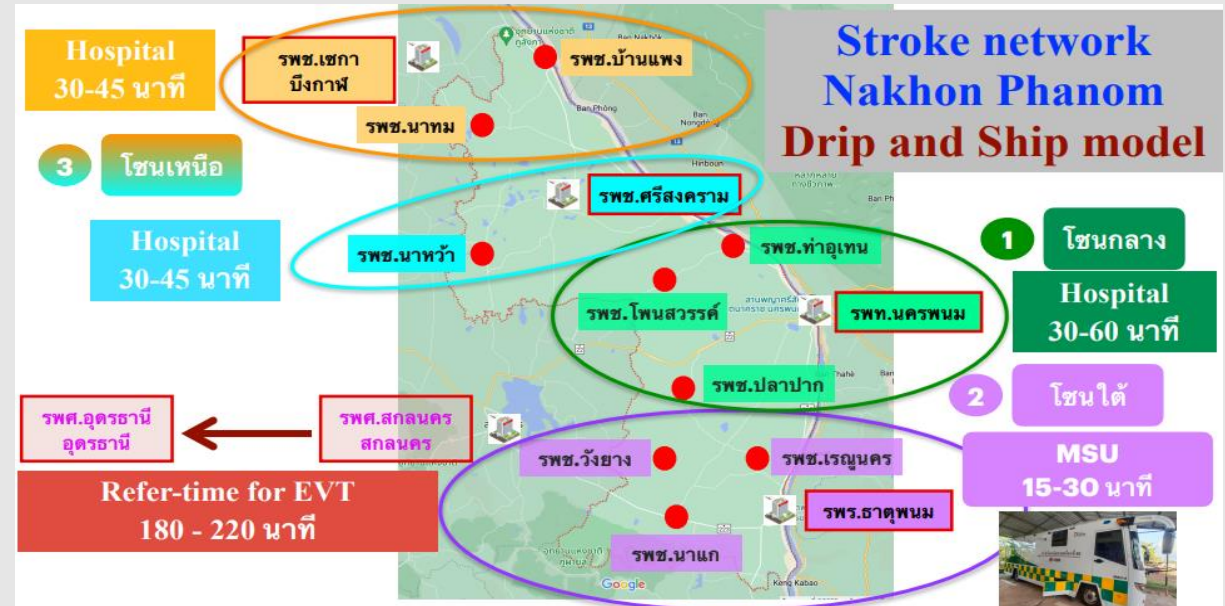 Stroke network
Nakhon Phanom
Drip and Ship model
Hospital
30-45 นาที
รพช.เซกา
บึงกาฬ
รพช.บ้านแพง
รพช.นาทม
3
โซนเหนือ
Hospital
30-45 นาที
รพช.ศรีสงคราม
รพช.นาหว้า
1
โซนกลาง
Hospital
30-60 นาที
รพช.ท่าอุเทน
รพช.โพนสวรรค์
รพท.นครพนม
รพช.ปลาปาก
2
โซนใต้
MSU
15-30 นาที
รพศ.อุดรธานี
อุดรธานี
รพศ.สกลนคร
สกลนคร
Refer-time for EVT
180 - 220 นาที
รพช.วังยาง
รพช.เรณูนคร
รพร.ธาตุพนม
รพช.นาแก
Ban Phông
Ban
Nongdông
Hinboun
Keng Kabao
Google